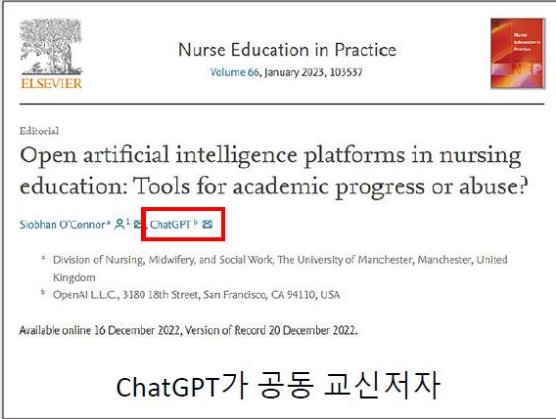 Nurse Education in Practice
Volume 66, January 2023, 103537
ELSEVIER
Editorial
Open artificial intelligence platforms in nursing
education: Tools for academic progress or abuse?
Siobhan O'Connor ᵃ 1, ChatGPT ᵇ
ᵃ Division of Nursing, Midwifery, and Social Work, The University of Manchester, Manchester, United
Kingdom
ᵇ OpenAI L.L.C., 3180 18th Street, San Francisco, CA 94110, USA
Available online 16 December 2022, Version of Record 20 December 2022.
ChatGPT가 공동 교신저자